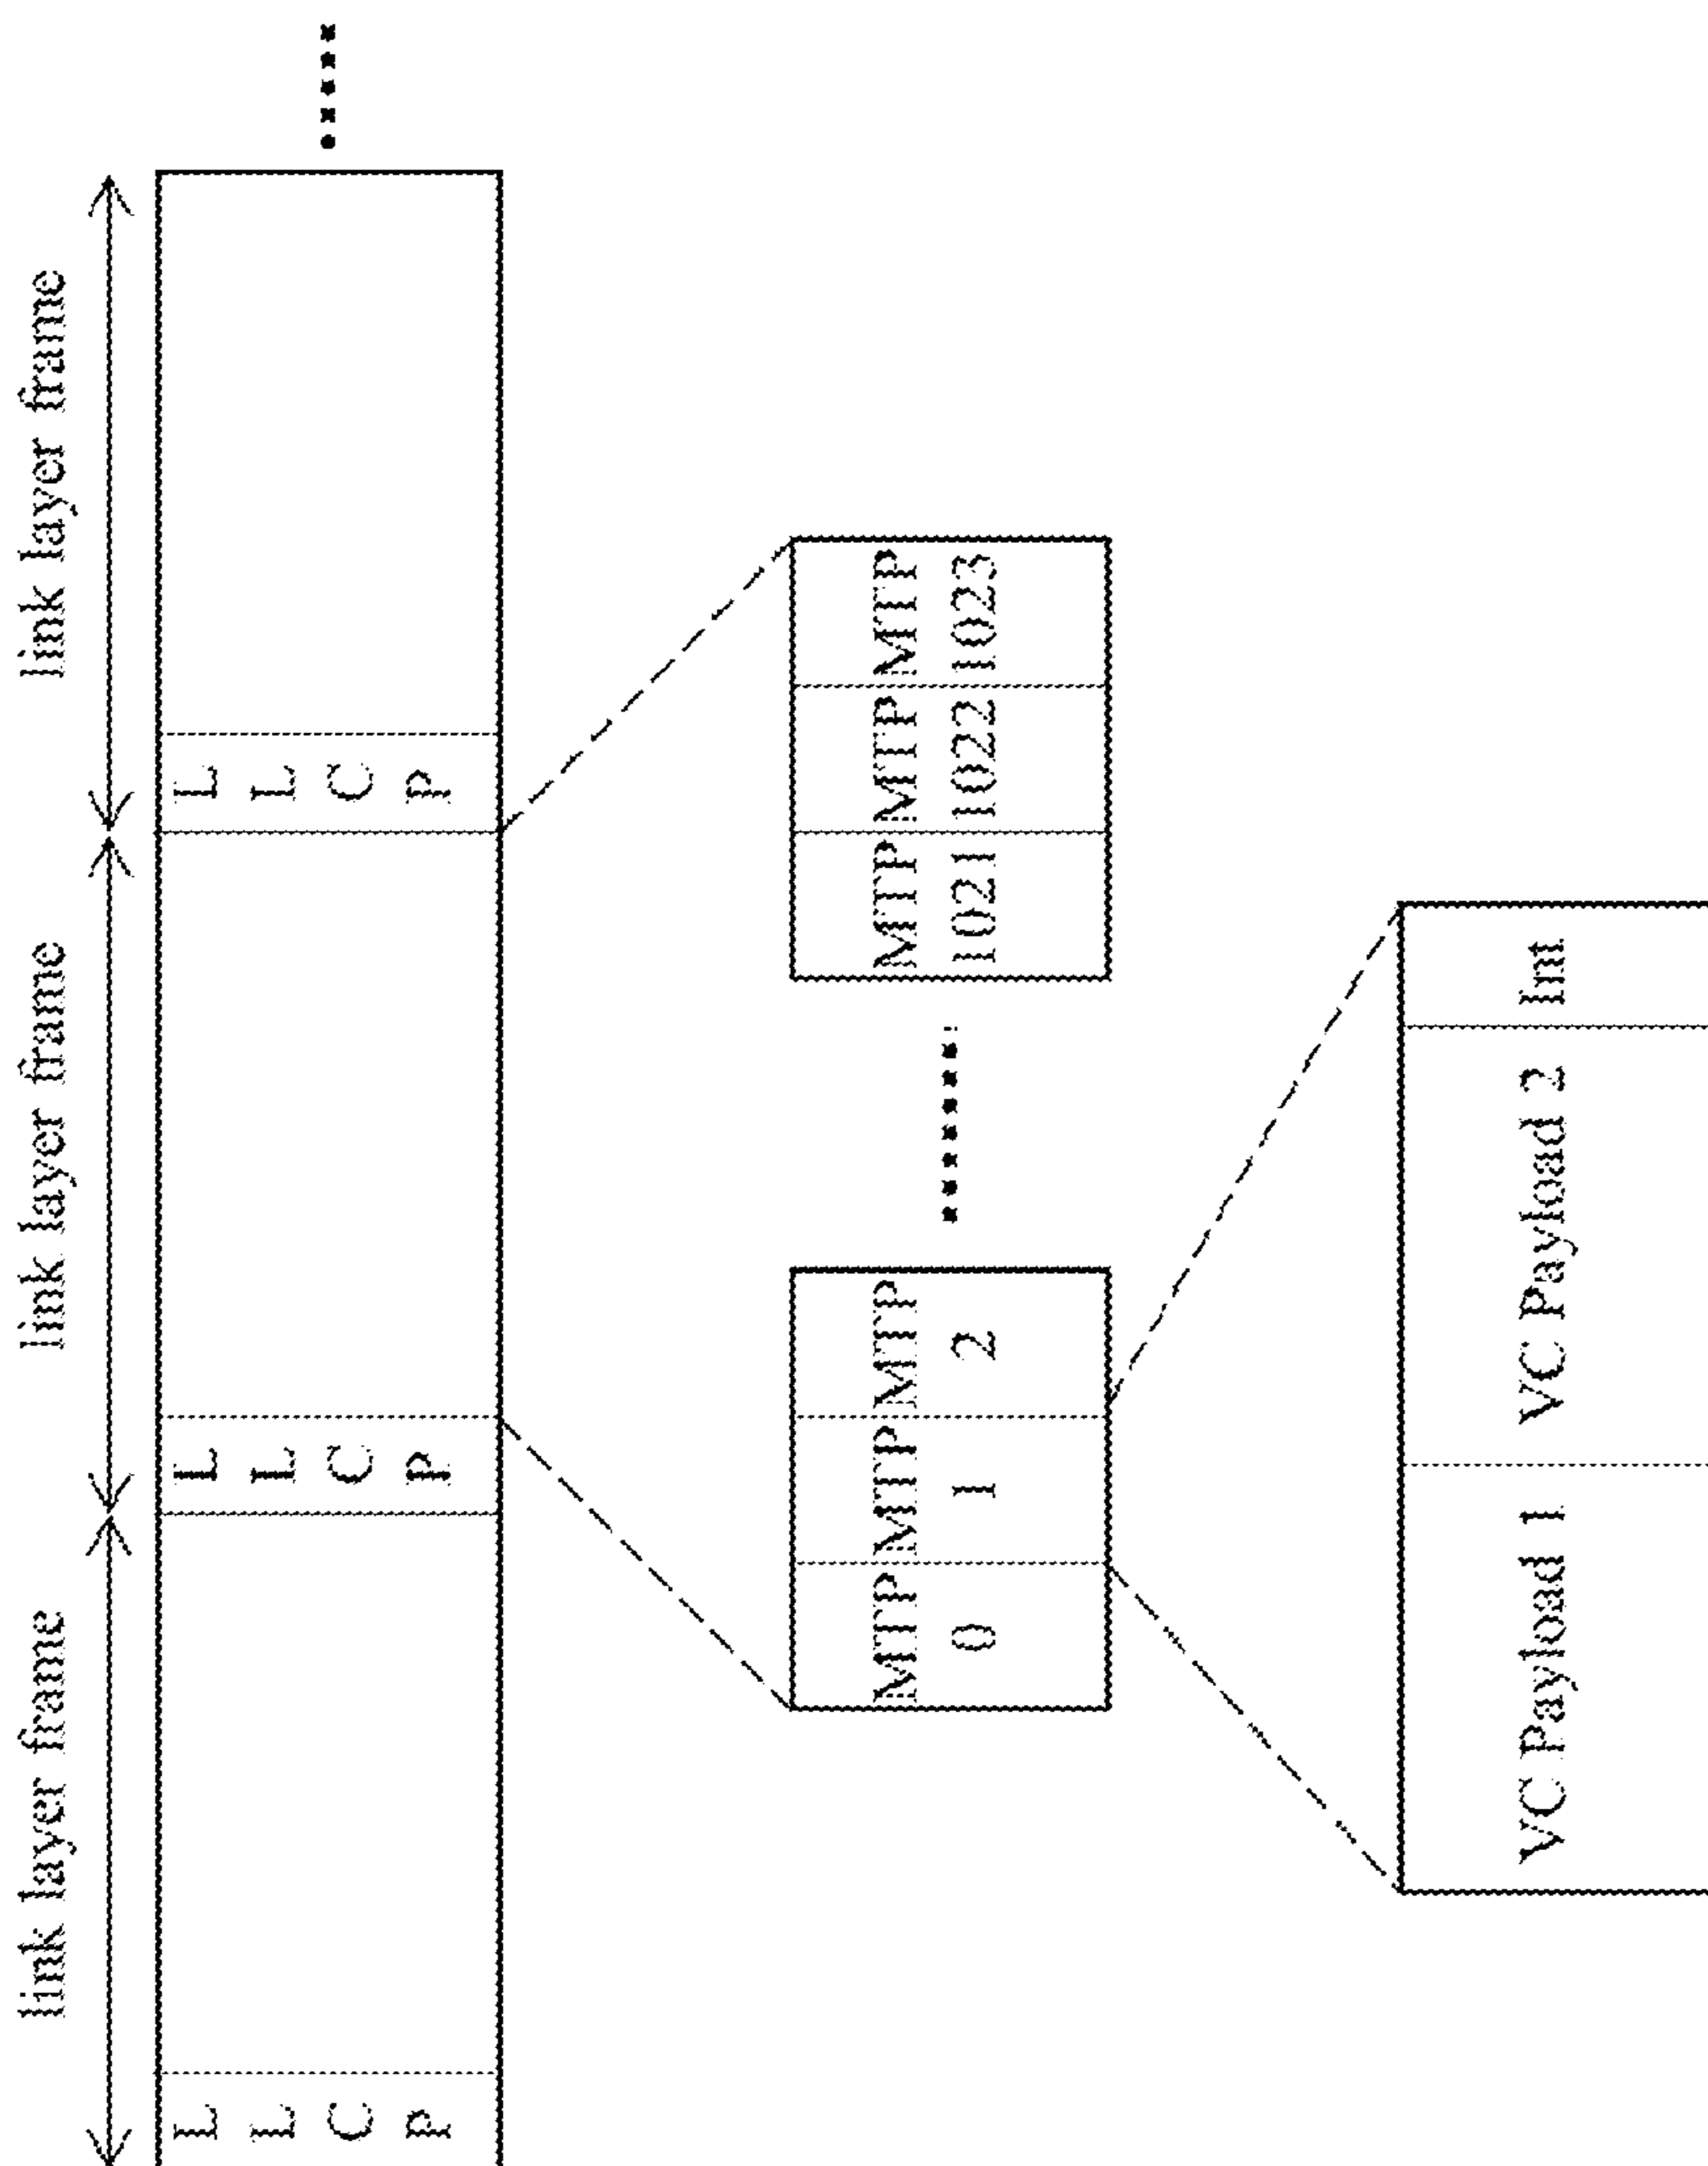 link layer frame
link layer frame
link layer frame
L
L
C
P
L
L
C
P
L
L
C
P
MTP MTP MTP
0 1 2
MTP MTP MTP
1021 1022 1023
VC Payload 1
VC Payload 2
Int